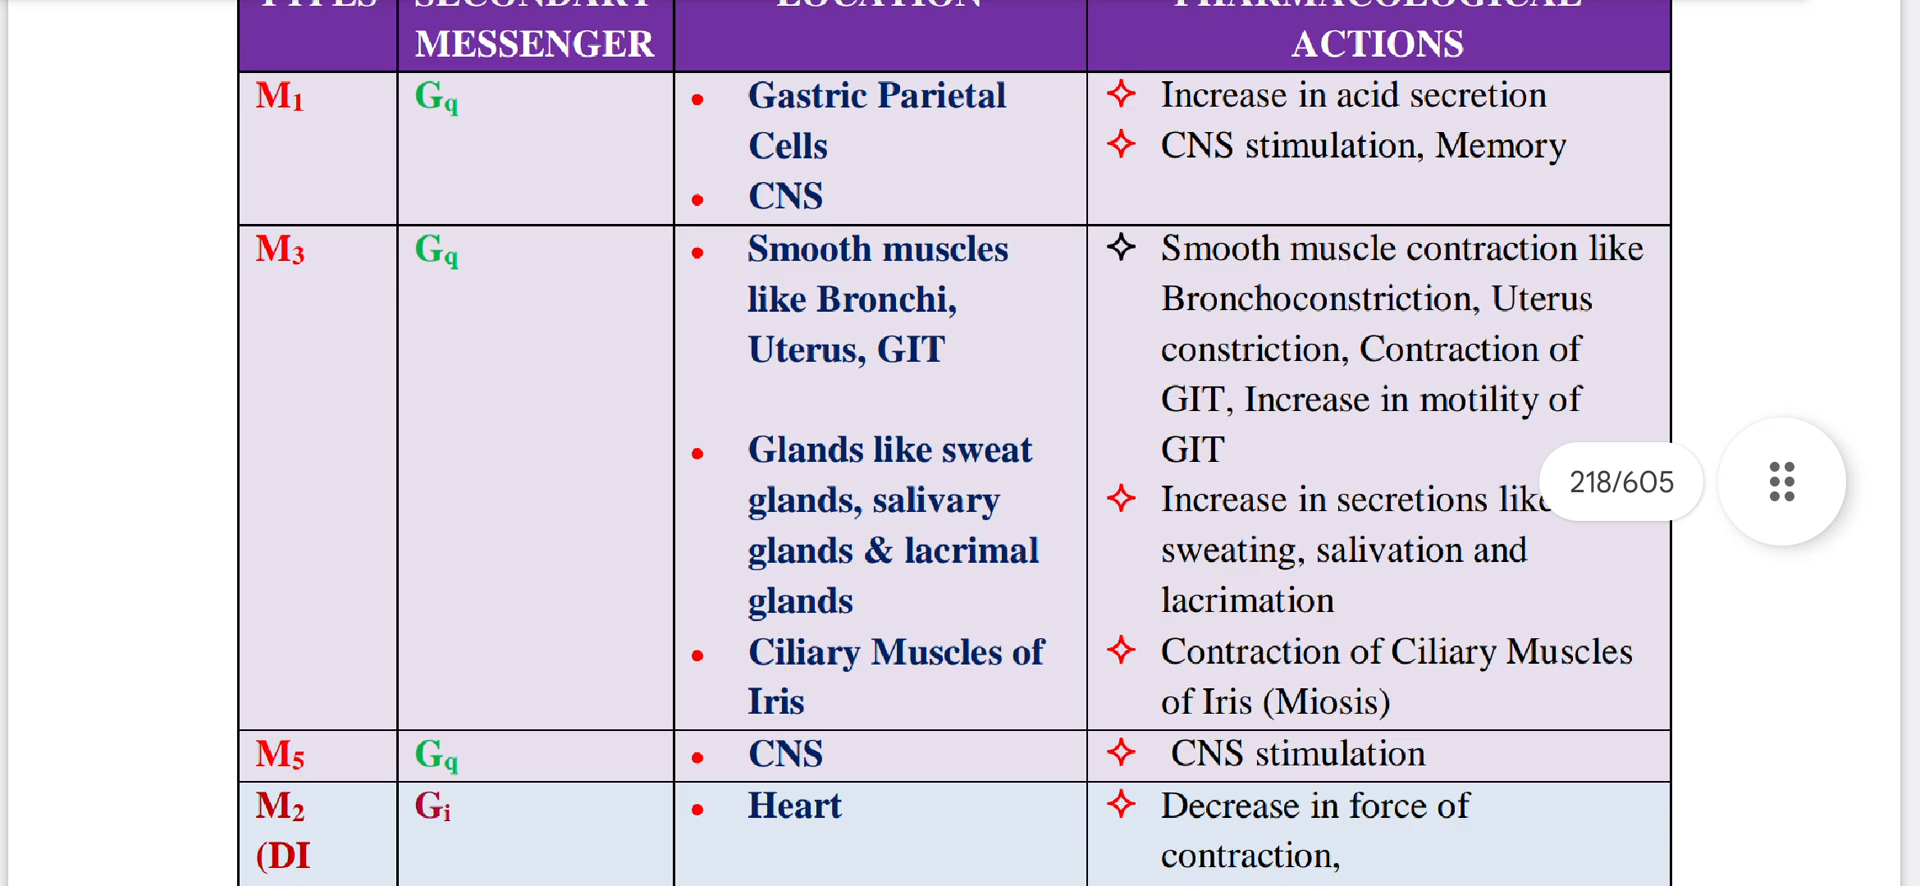 TYPES SECONDARY LOCATION PHARMACOLOGICAL
MESSENGER ACTIONS
M1 Gq • Gastric Parietal Increase in acid secretion
Cells CNS stimulation, Memory
• CNS
M3 Gq • Smooth muscles Smooth muscle contraction like
like Bronchi, Bronchoconstriction, Uterus
Uterus, GIT constriction, Contraction of
GIT, Increase in motility of
• Glands like sweat GIT
218/605
glands, salivary Increase in secretions like
glands & lacrimal sweating, salivation and
glands lacrimation
• Ciliary Muscles of Contraction of Ciliary Muscles
Iris of Iris (Miosis)
M5 Gq • CNS CNS stimulation
M2 Gi • Heart Decrease in force of
(DI contraction,